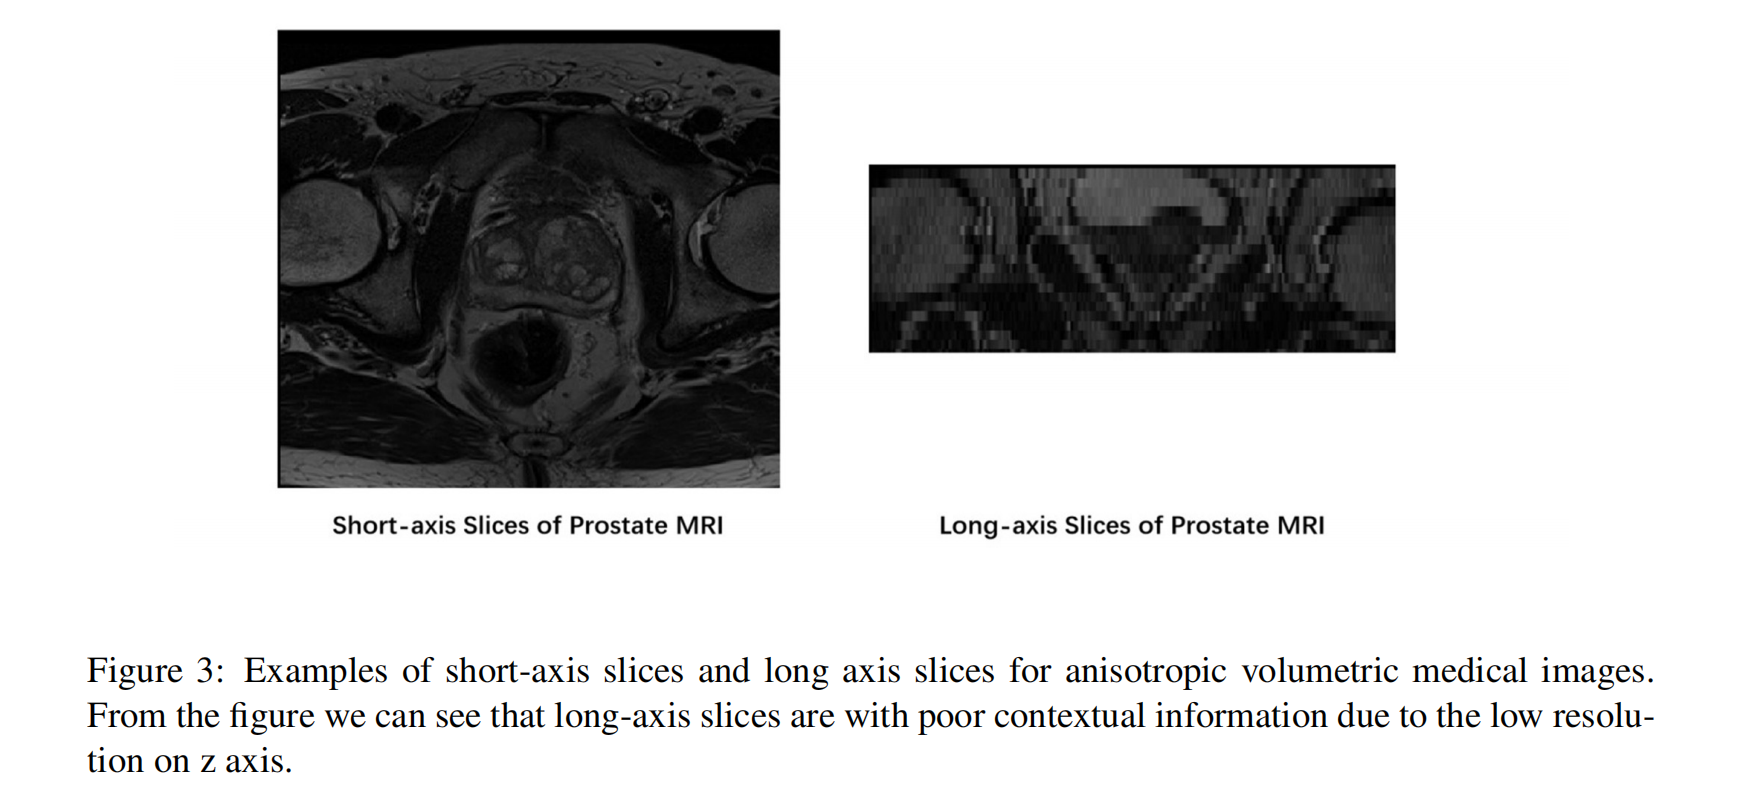 Short-axis Slices of Prostate MRI
Long-axis Slices of Prostate MRI
Figure 3: Examples of short-axis slices and long axis slices for anisotropic volumetric medical images.
From the figure we can see that long-axis slices are with poor contextual information due to the low resolu-
tion on z axis.